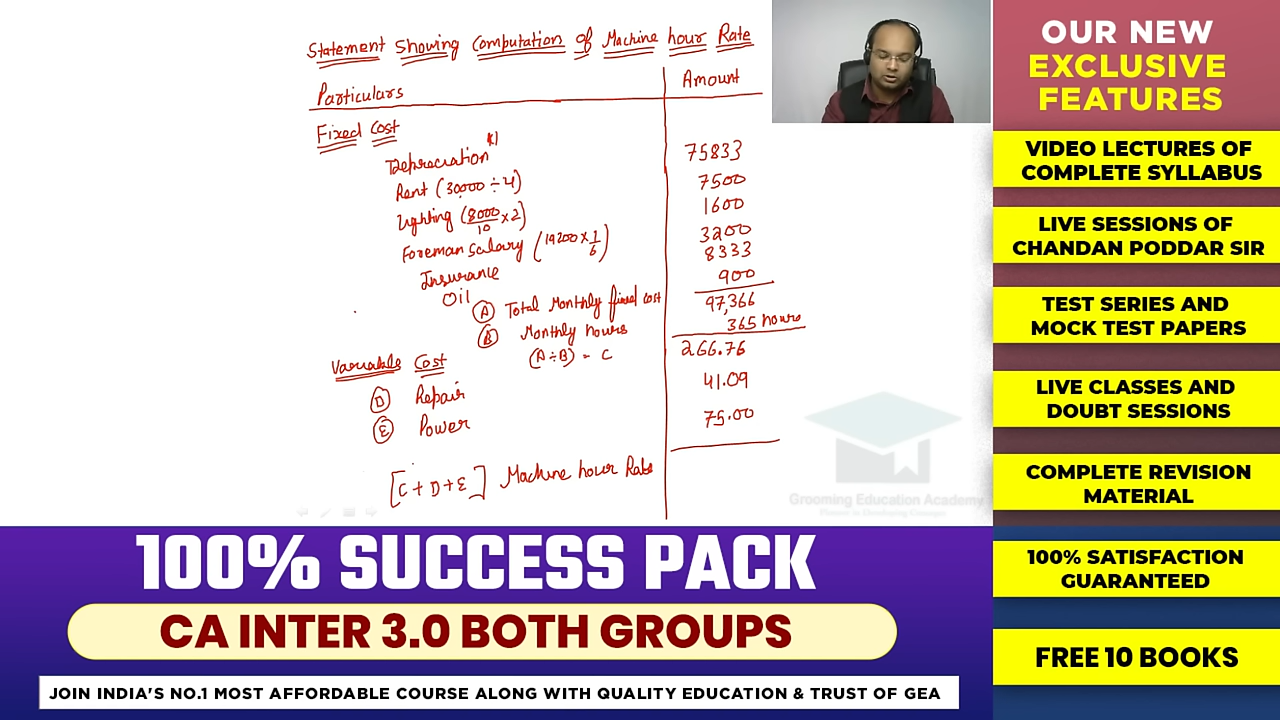 Statement Showing Computation of Machine hour Rate
Particulars
Amount
Fixed Cost
Depreciation *1
75833
Rent (30000 ÷ 4)
7500
Lighting (8000/10 × 2)
1600
Foreman salary (19200 × 1/6)
3200
Insurance
8333
Oil
900
(A) Total Monthly fixed cost
97,366
(B) Monthly hours
365 hours
(A ÷ B) = C
266.76
Variable Cost
(D) Repair
41.09
(E) Power
75.00
[C + D + E] Machine hour Rate
Grooming Education Academy
OUR NEW
EXCLUSIVE
FEATURES
VIDEO LECTURES OF
COMPLETE SYLLABUS
LIVE SESSIONS OF
CHANDAN PODDAR SIR
TEST SERIES AND
MOCK TEST PAPERS
LIVE CLASSES AND
DOUBT SESSIONS
COMPLETE REVISION
MATERIAL
100% SATISFACTION
GUARANTEED
FREE 10 BOOKS
100% SUCCESS PACK
CA INTER 3.0 BOTH GROUPS
JOIN INDIA'S NO.1 MOST AFFORDABLE COURSE ALONG WITH QUALITY EDUCATION & TRUST OF GEA